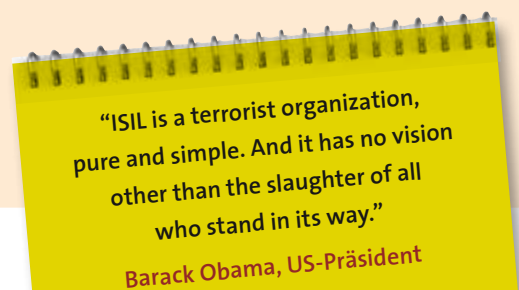 “ISIL is a terrorist organization,
pure and simple. And it has no vision
other than the slaughter of all
who stand in its way.”
Barack Obama, US-Präsident